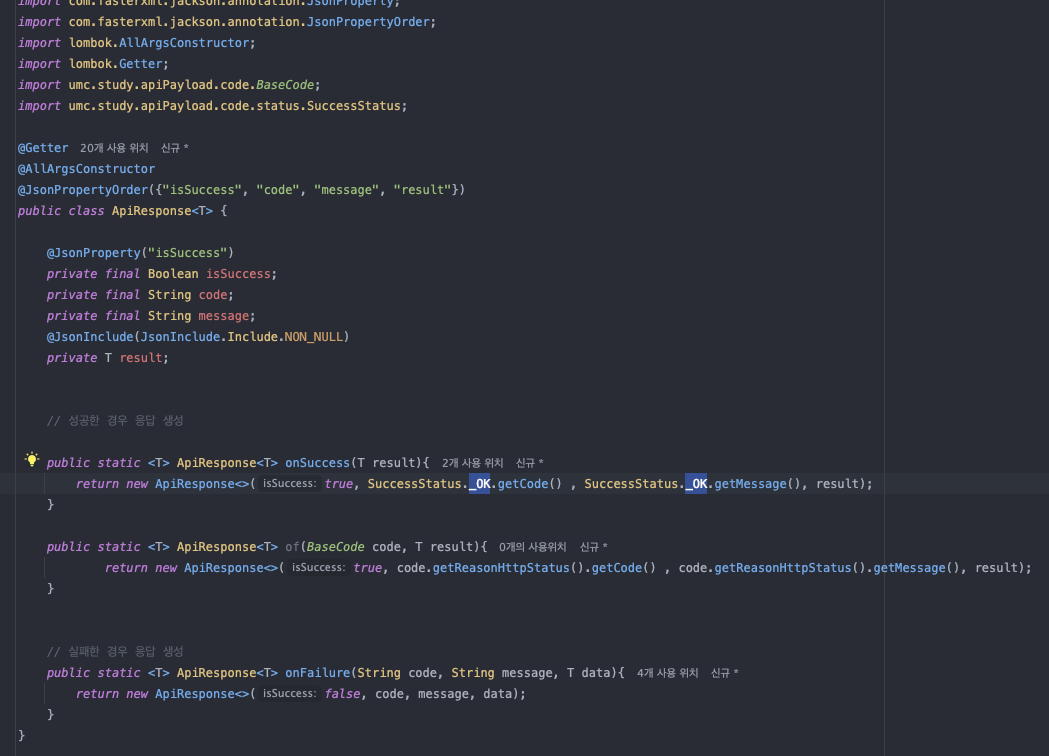 import com.fasterxml.jackson.annotation.JsonProperty;
import com.fasterxml.jackson.annotation.JsonPropertyOrder;
import lombok.AllArgsConstructor;
import lombok.Getter;
import umc.study.apiPayload.code.BaseCode;
import umc.study.apiPayload.code.status.SuccessStatus;
@Getter 20개 사용 위치 신규 *
@AllArgsConstructor
@JsonPropertyOrder({"isSuccess", "code", "message", "result"})
public class ApiResponse<T> {
@JsonProperty("isSuccess")
private final Boolean isSuccess;
private final String code;
private final String message;
@JsonInclude(JsonInclude.Include.NON_NULL)
private T result;
// 성공한 경우 응답 생성
public static <T> ApiResponse<T> onSuccess(T result){ 2개 사용 위치 신규 *
return new ApiResponse<>( isSuccess: true, SuccessStatus._OK.getCode() , SuccessStatus._OK.getMessage(), result);
}
public static <T> ApiResponse<T> of(BaseCode code, T result){ 0개의 사용위치 신규 *
return new ApiResponse<>( isSuccess: true, code.getReasonHttpStatus().getCode() , code.getReasonHttpStatus().getMessage(), result);
}
// 실패한 경우 응답 생성
public static <T> ApiResponse<T> onFailure(String code, String message, T data){ 4개 사용 위치 신규 *
return new ApiResponse<>( isSuccess: false, code, message, data);
}
}